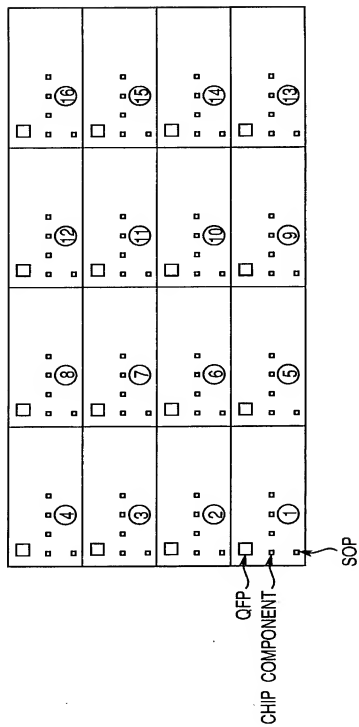 QFP
CHIP COMPONENT
SOP
① ② ③ ④
⑤ ⑥ ⑦ ⑧
⑨ ⑩ ⑪ ⑫
⑬ ⑭ ⑮ ⑯